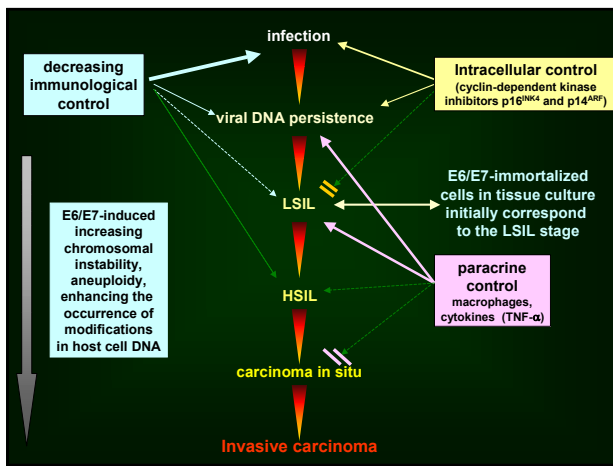 infection
decreasing
immunological
control
Intracellular control
(cyclin-dependent kinase
inhibitors p16INK4 and p14ARF)
viral DNA persistence
LSIL
E6/E7-immortalized
cells in tissue culture
initially correspond
to the LSIL stage
E6/E7-induced
increasing
chromosomal
instability,
aneuploidy,
enhancing the
occurrence of
modifications
in host cell DNA
HSIL
paracrine
control
macrophages,
cytokines (TNF-α)
carcinoma in situ
Invasive carcinoma